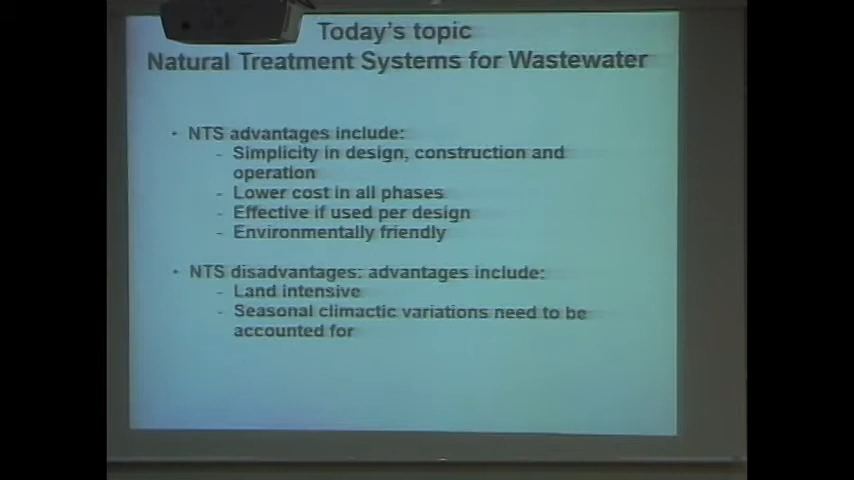 Today's topic
Natural Treatment Systems for Wastewater
• NTS advantages include:
- Simplicity in design, construction and
operation
- Lower cost in all phases
- Effective if used per design
- Environmentally friendly
• NTS disadvantages: advantages include:
- Land intensive
- Seasonal climactic variations need to be
accounted for